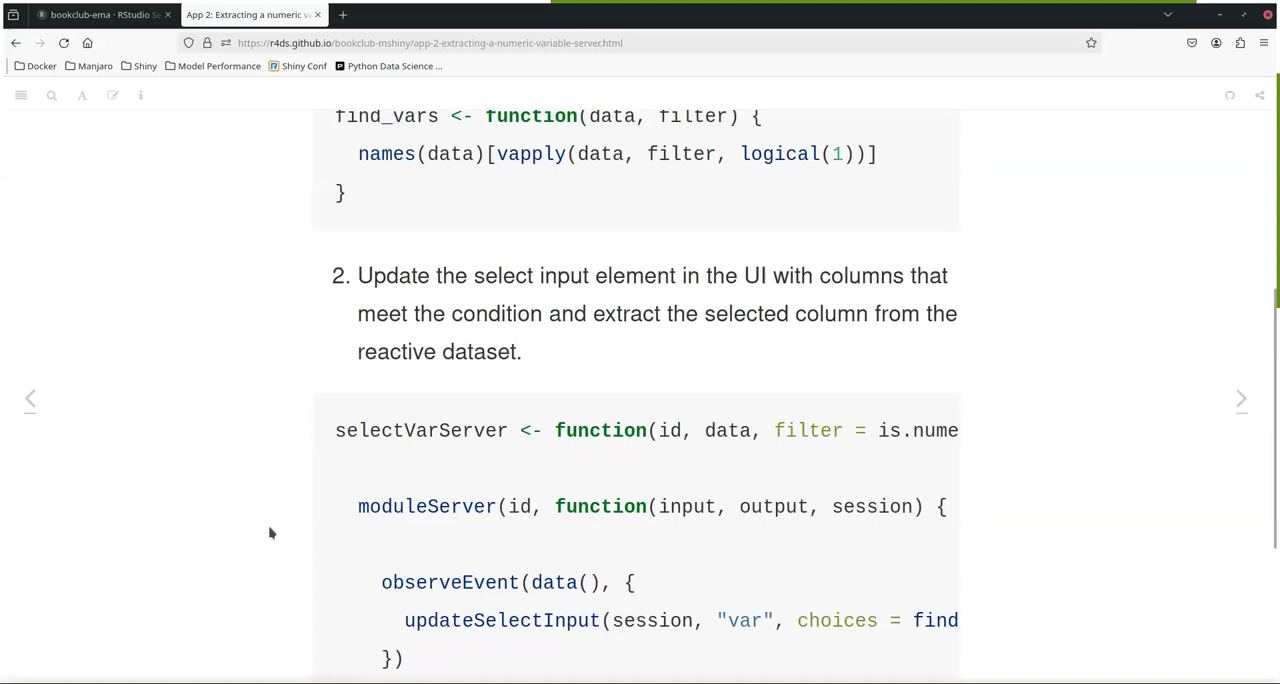 bookclub-ema · RStudio Se
App 2: Extracting a numeric va
https://r4ds.github.io/bookclub-mshiny/app-2-extracting-a-numeric-variable-server.html
Docker Manjaro Shiny Model Performance Shiny Conf Python Data Science ...
find_vars <- function(data, filter) {
names(data)[vapply(data, filter, logical(1))]
}
2. Update the select input element in the UI with columns that
meet the condition and extract the selected column from the
reactive dataset.
selectVarServer <- function(id, data, filter = is.nume
moduleServer(id, function(input, output, session) {
observeEvent(data(), {
updateSelectInput(session, "var", choices = find
})